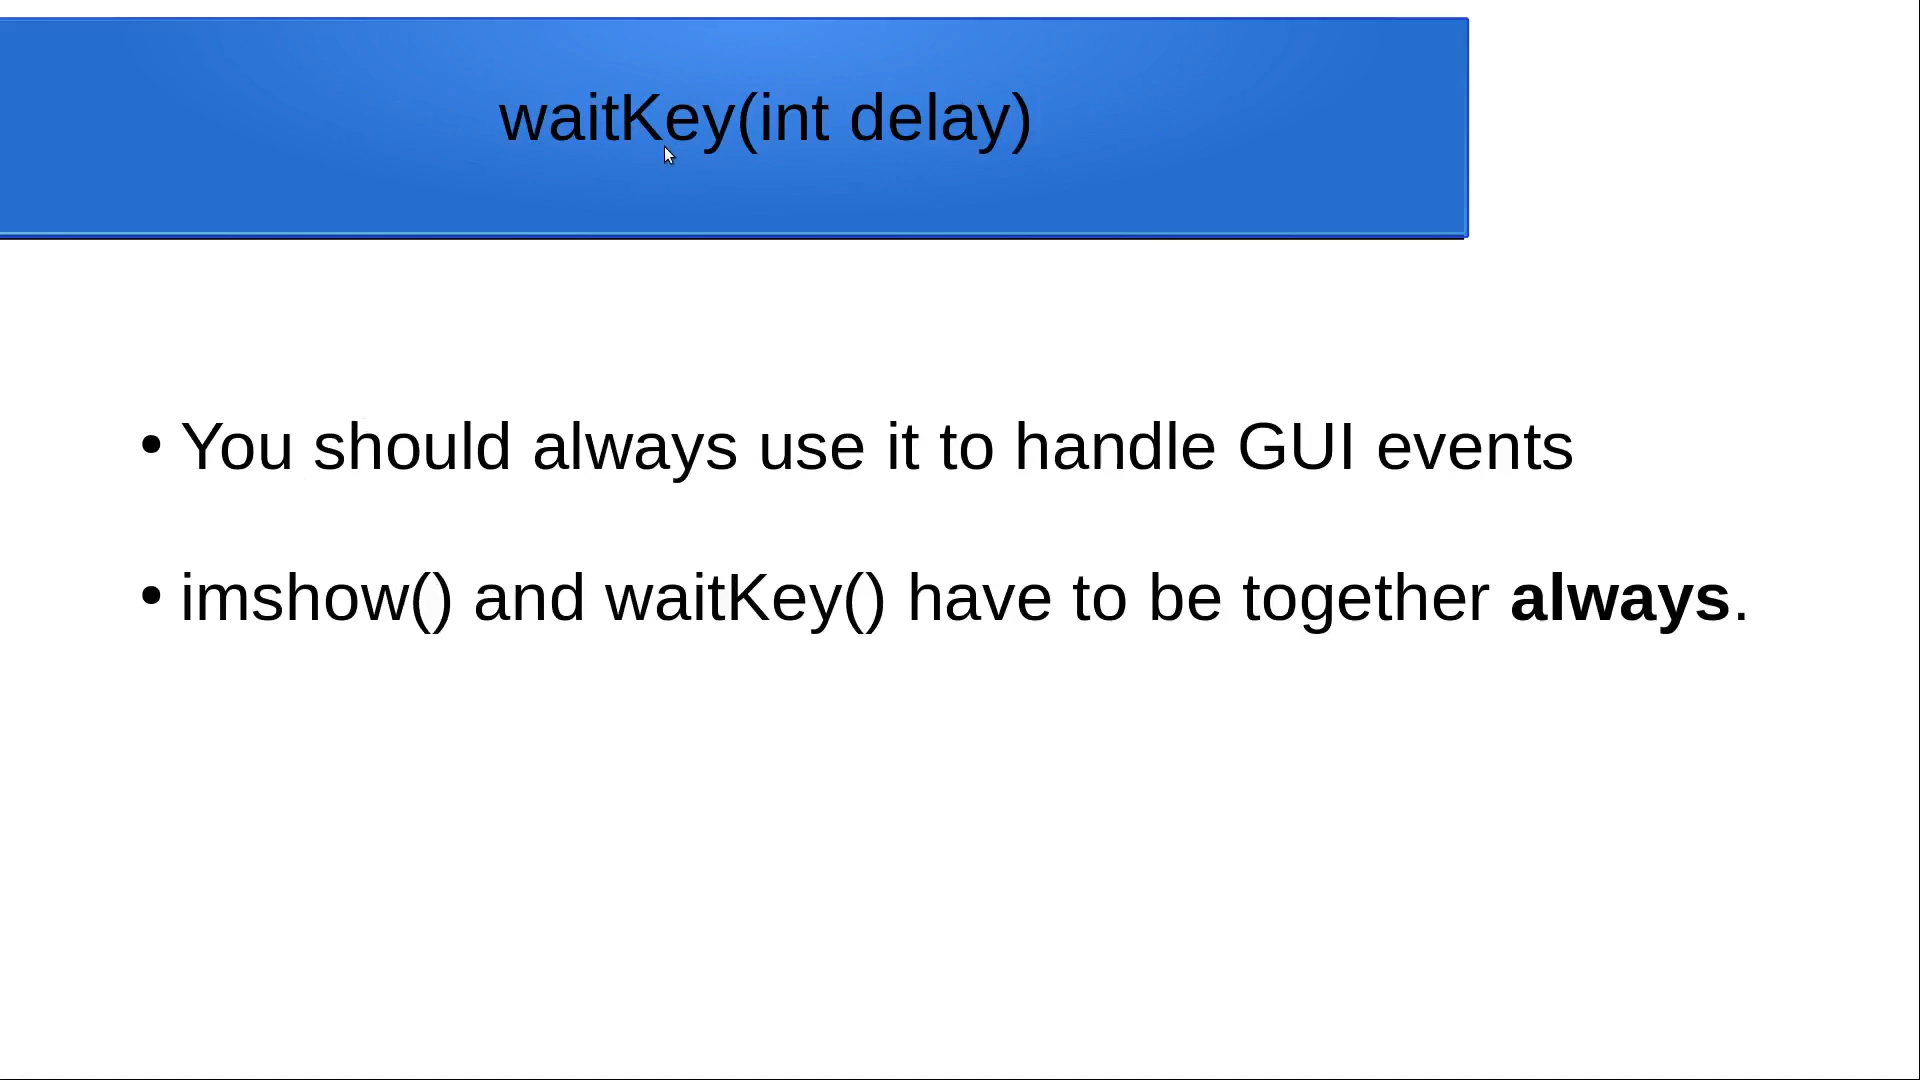 waitKey(int delay)
• You should always use it to handle GUI events
• imshow() and waitKey() have to be together always.